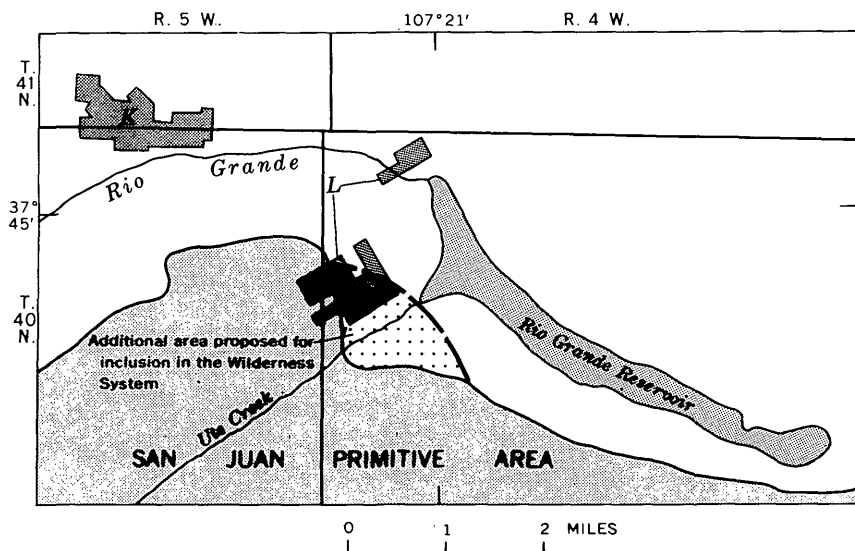 R. 5 W.
107°21'
R. 4 W.
T.
41
N.
K
Rio Grande
L
37°
45'
T.
40
N.
Additional area proposed for
inclusion in the Wilderness
System
Rio Grande Reservoir
Ute Creek
SAN JUAN PRIMITIVE AREA
0 1 2 MILES